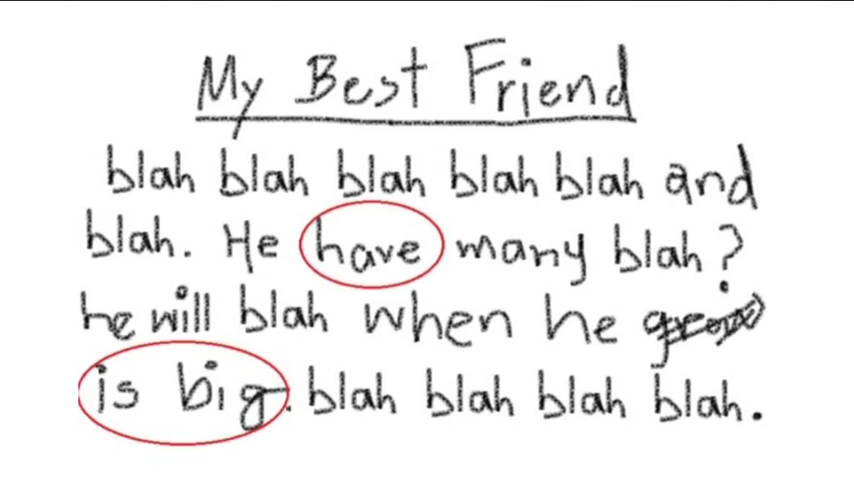 My Best Friend
blah blah blah blah blah and
blah. He have many blah?
he will blah when he
is big. blah blah blah blah.